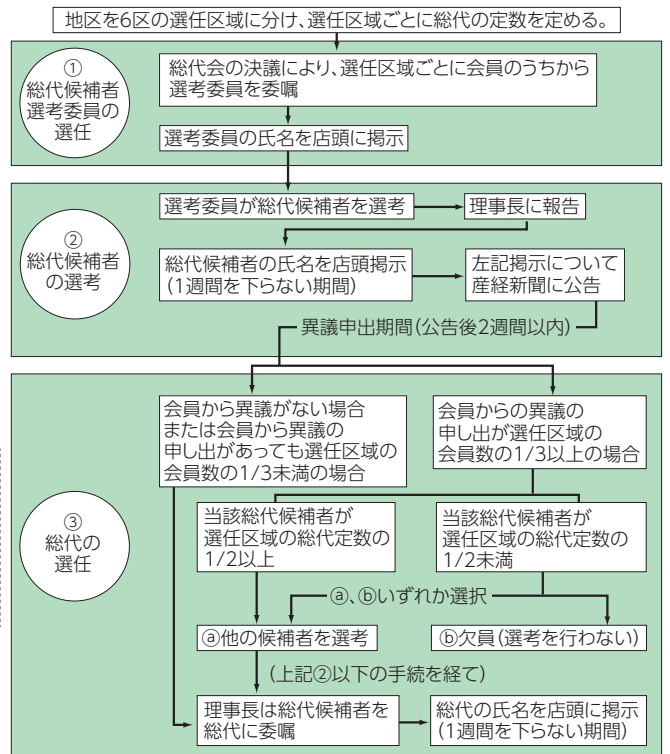 地区を6区の選任区域に分け、選任区域ごとに総代の定数を定める。
①
総代候補者
選考委員の
選任
総代会の決議により、選任区域ごとに会員のうちから
選考委員を委嘱
選考委員の氏名を店頭に掲示
②
総代候補者
の選考
選考委員が総代候補者を選考
理事長に報告
総代候補者の氏名を店頭掲示
(1週間を下らない期間)
左記掲示について
産経新聞に公告
異議申出期間(公告後2週間以内)
③
総代の
選任
会員から異議がない場合
または会員から異議の
申し出があっても選任区域の
会員数の1/3未満の場合
会員からの異議の
申し出が選任区域の
会員数の1/3以上の場合
当該総代候補者が
選任区域の総代定数の
1/2以上
当該総代候補者が
選任区域の総代定数の
1/2未満
ⓐ、ⓑいずれか選択
ⓐ他の候補者を選考
ⓑ欠員(選考を行わない)
(上記②以下の手続を経て)
理事長は総代候補者を
総代に委嘱
総代の氏名を店頭に掲示
(1週間を下らない期間)